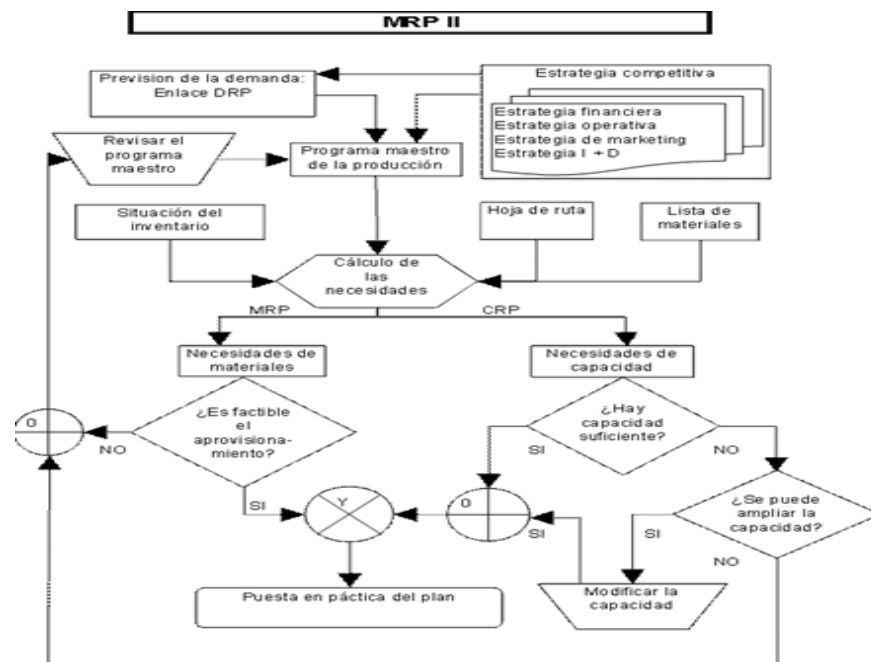 MRP II
Prevision de la demanda:
Enlace DRP
Estrategia competitiva
Estrategia financiera
Estrategia operativa
Estrategia de marketing
Estrategia I + D
Revisar el
programa
maestro
Programa maestro
de la producción
Situación del
inventario
Hoja de ruta
Lista de
materiales
Cálculo de
las
necesidades
MRP
CRP
Necesidades de
materiales
Necesidades de
capacidad
¿Es factible
el
aprovisiona-
miento?
¿Hay
capacidad
suficiente?
O
NO
SI
NO
SI
Y
O
¿Se puede
ampliar la
capacidad?
SI
SI
NO
Puesta en páctica del plan
Modificar la
capacidad